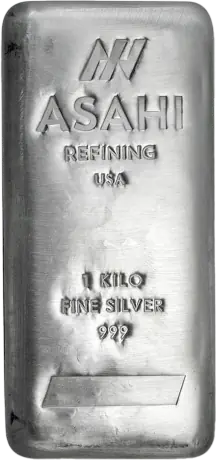 ASAHI
REFINING
USA
1 KILO
FINE SILVER
999